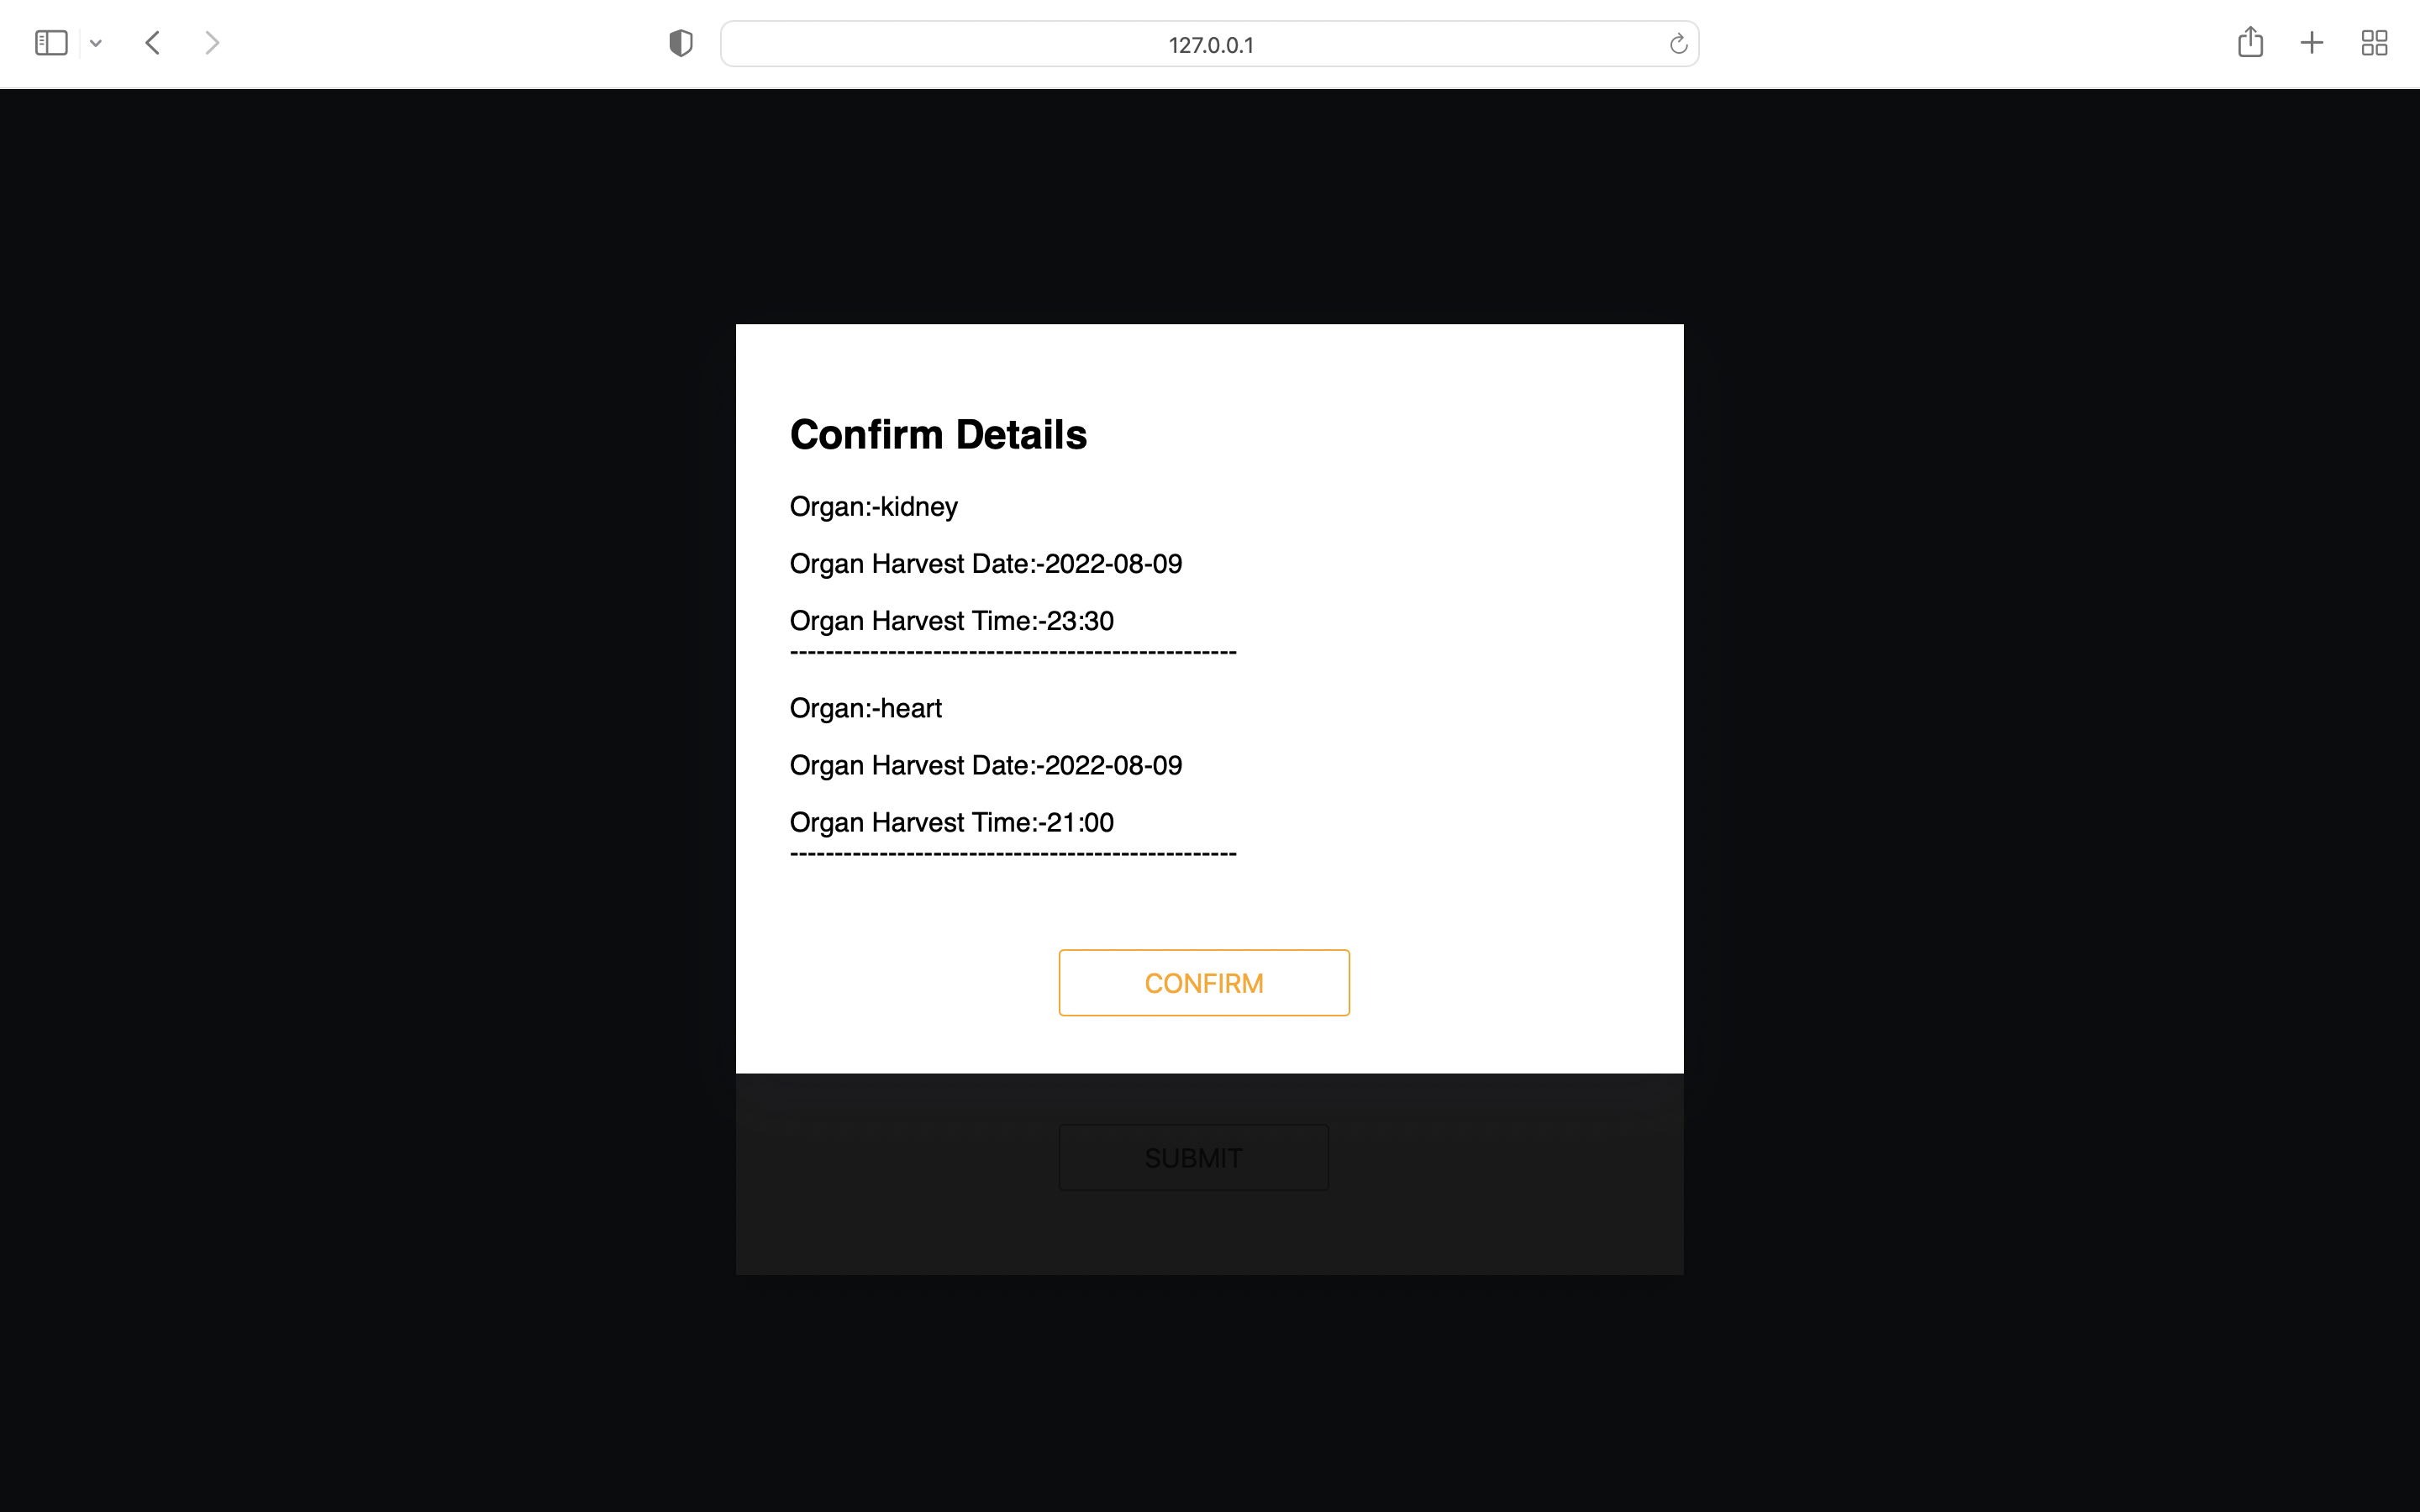 127.0.0.1
Confirm Details
Organ:-kidney
Organ Harvest Date:-2022-08-09
Organ Harvest Time:-23:30
--------------------------------------------------
Organ:-heart
Organ Harvest Date:-2022-08-09
Organ Harvest Time:-21:00
--------------------------------------------------
CONFIRM
SUBMIT